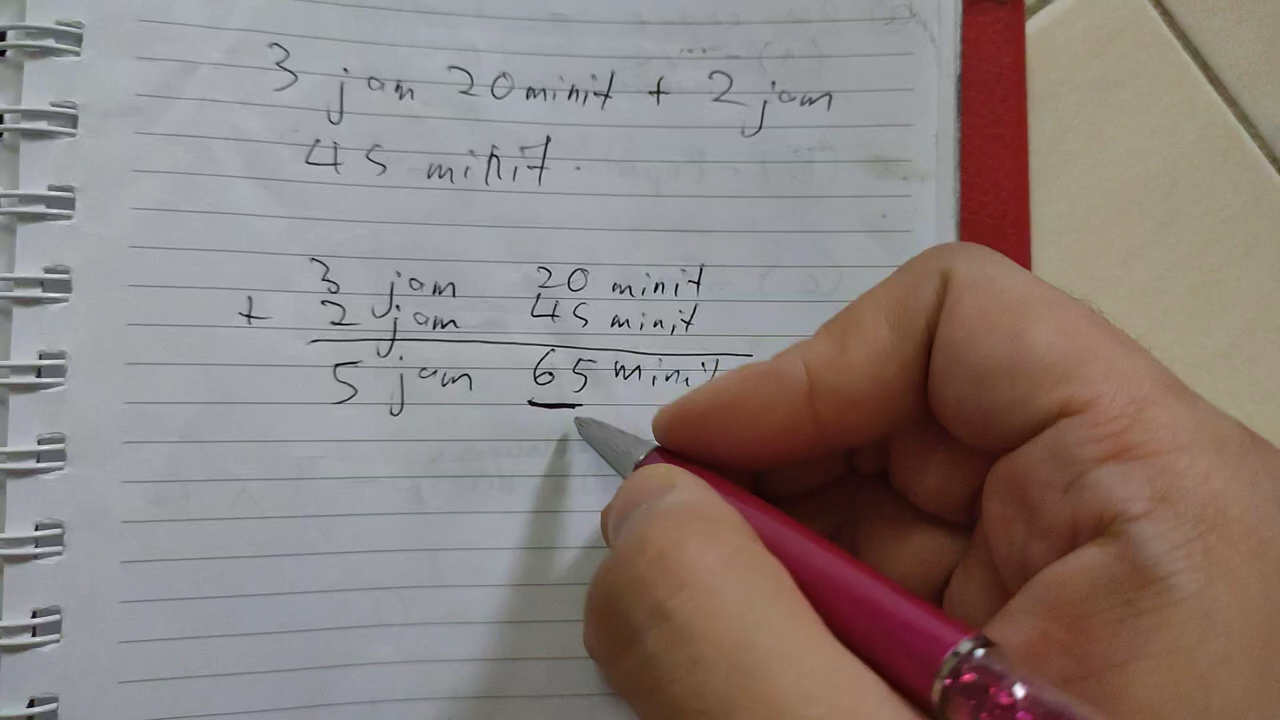 3 jam 20 minit + 2 jam
45 minit.
3 jam 20 minit
+ 2 jam 45 minit
5 jam 65 minit